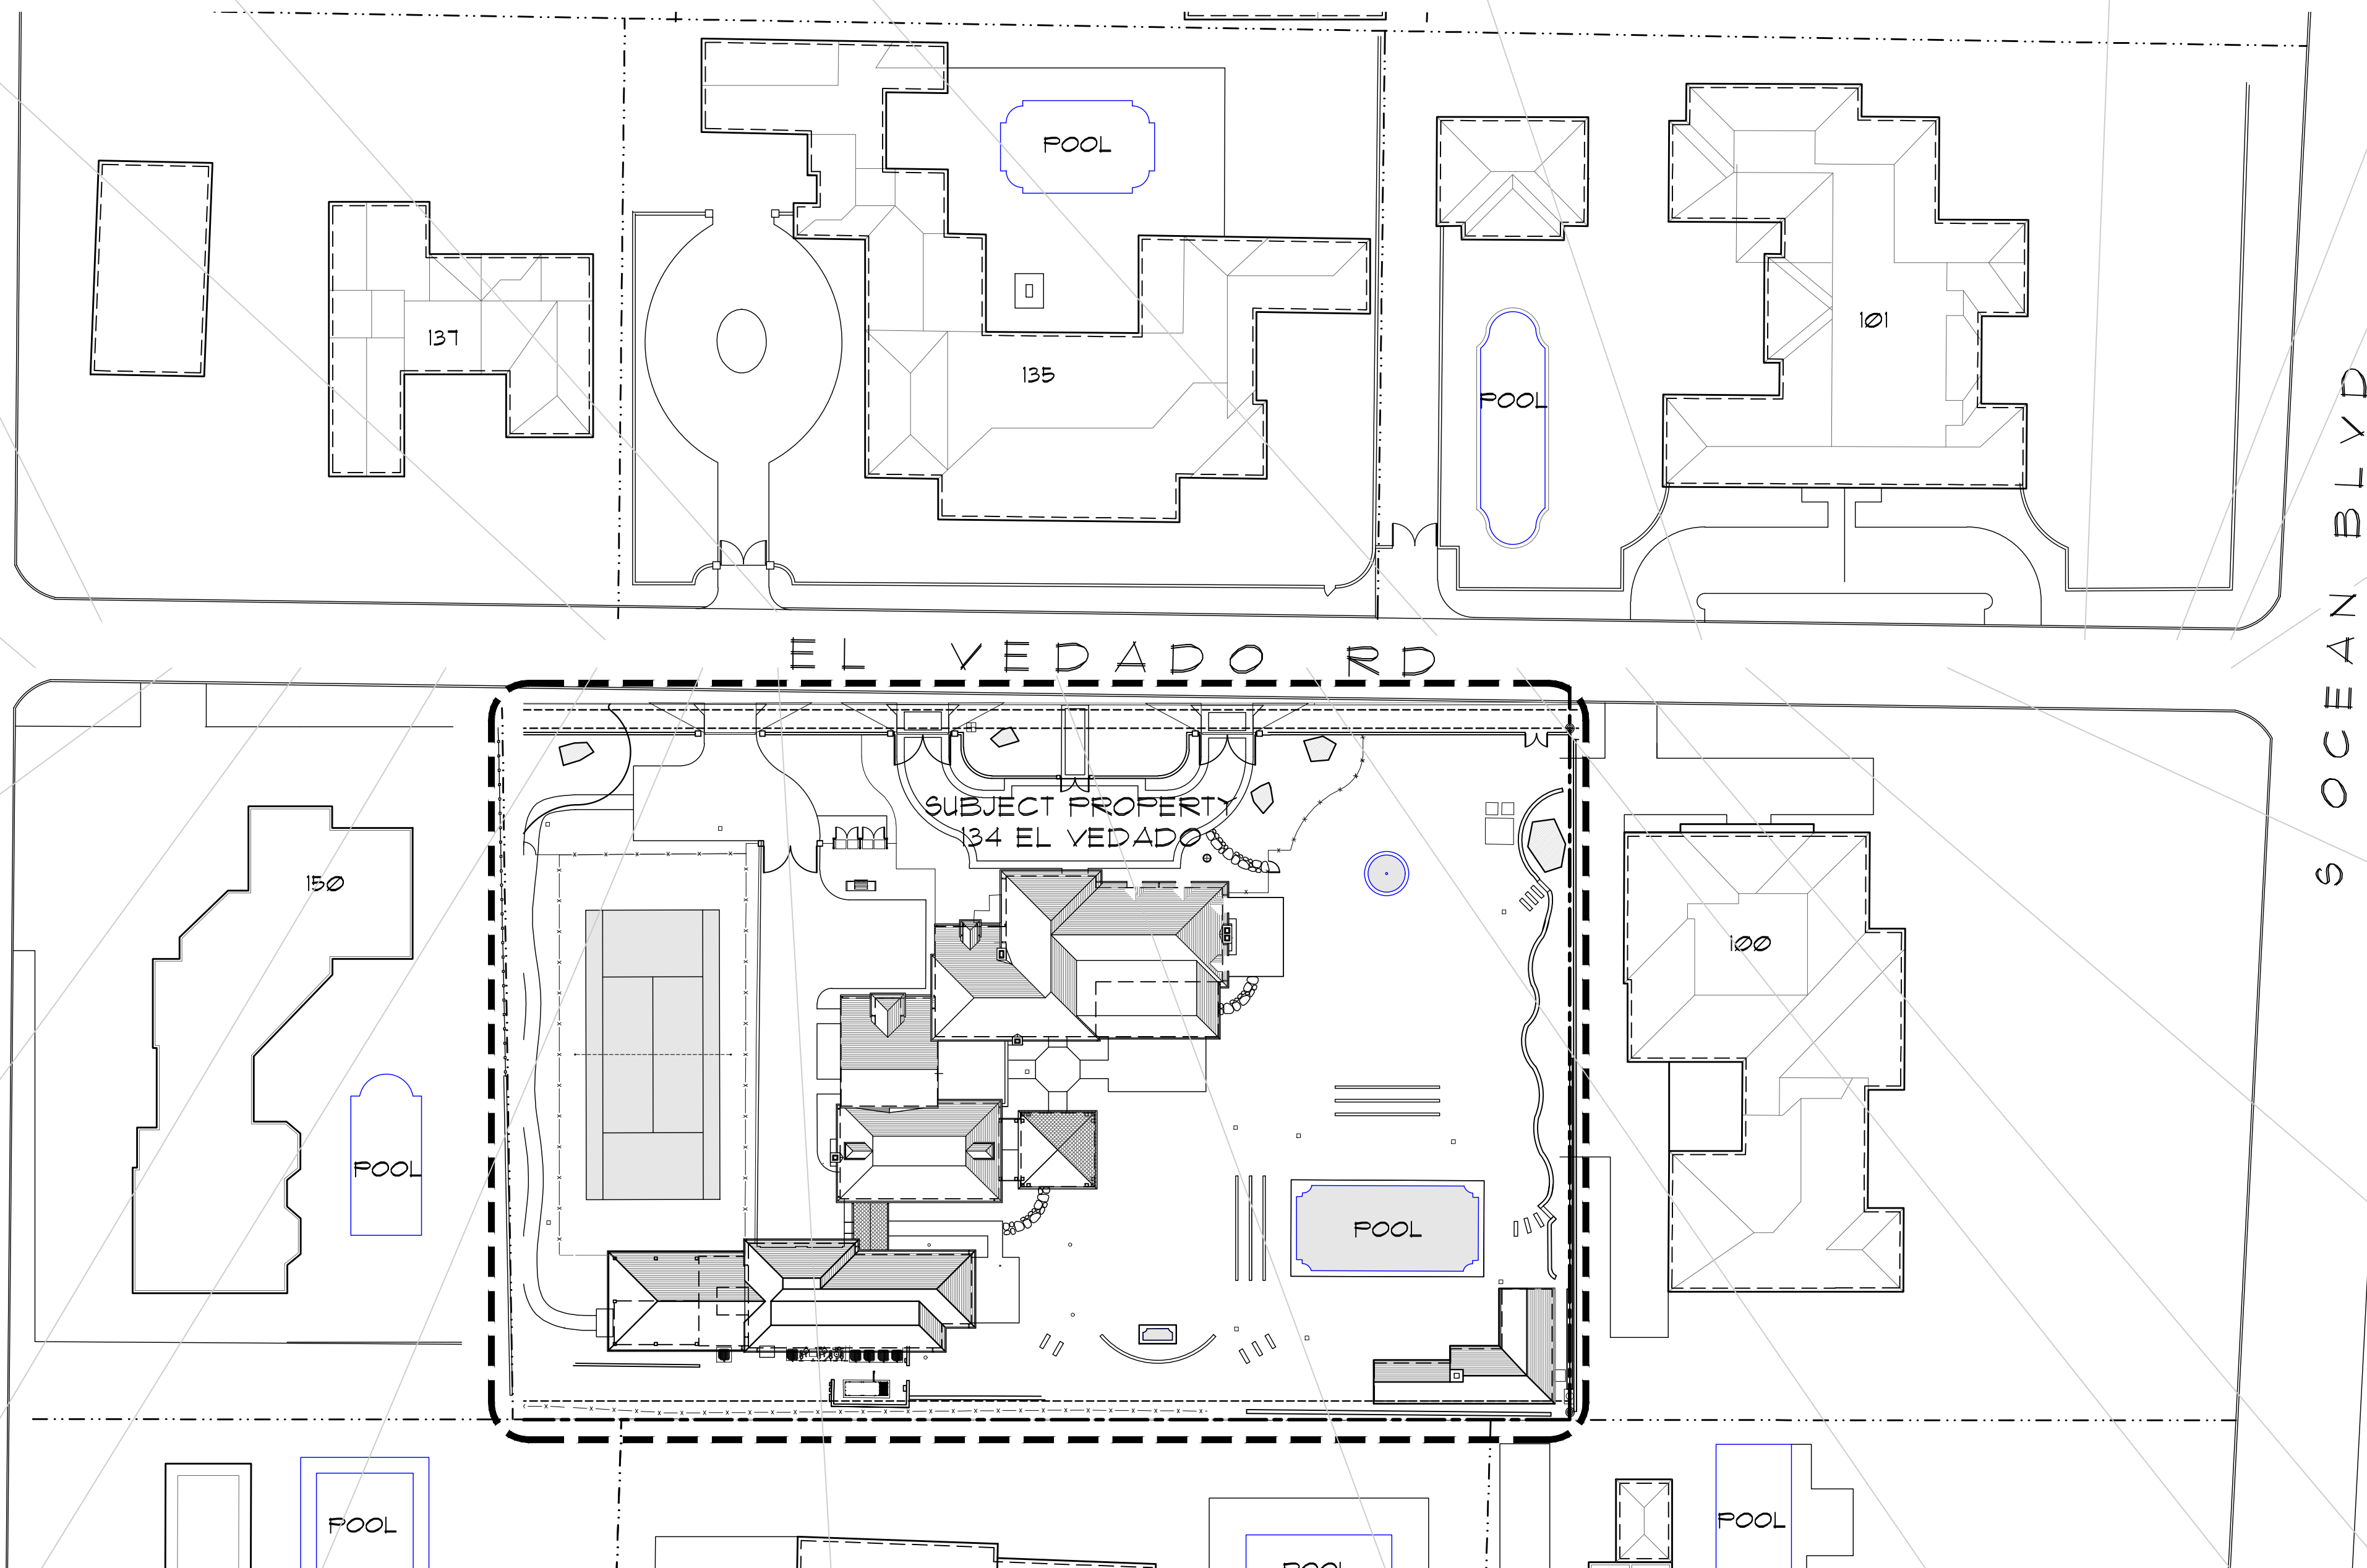 POOL
137
135
101
POOL
EL VEDADO RD
S OCEAN BLVD
SUBJECT PROPERTY
134 EL VEDADO
150
100
POOL
POOL
POOL
POOL
POOL